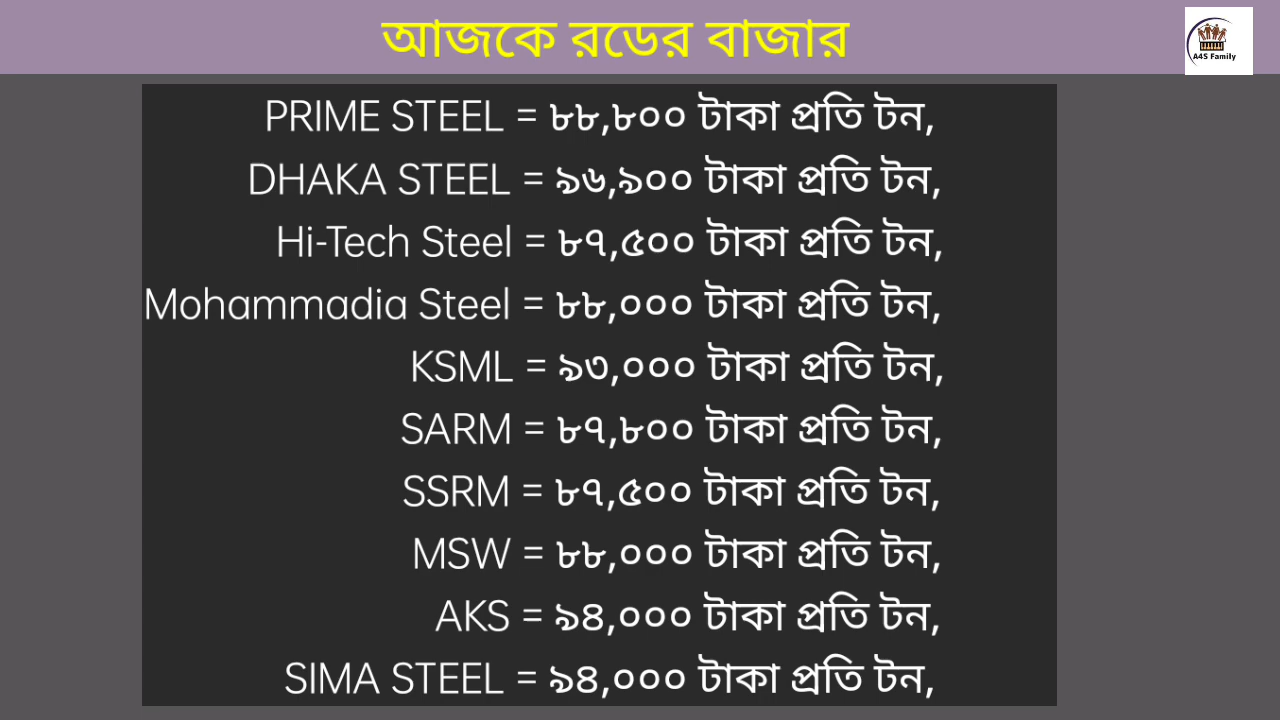 আজকে রডের বাজার
A4S Family
PRIME STEEL = ৮৮,৮০০ টাকা প্রতি টন,
DHAKA STEEL = ৯৬,৯০০ টাকা প্রতি টন,
Hi-Tech Steel = ৮৭,৫০০ টাকা প্রতি টন,
Mohammadia Steel = ৮৮,০০০ টাকা প্রতি টন,
KSML = ৯৩,০০০ টাকা প্রতি টন,
SARM = ৮৭,৮০০ টাকা প্রতি টন,
SSRM = ৮৭,৫০০ টাকা প্রতি টন,
MSW = ৮৮,০০০ টাকা প্রতি টন,
AKS = ৯৪,০০০ টাকা প্রতি টন,
SIMA STEEL = ৯৪,০০০ টাকা প্রতি টন,